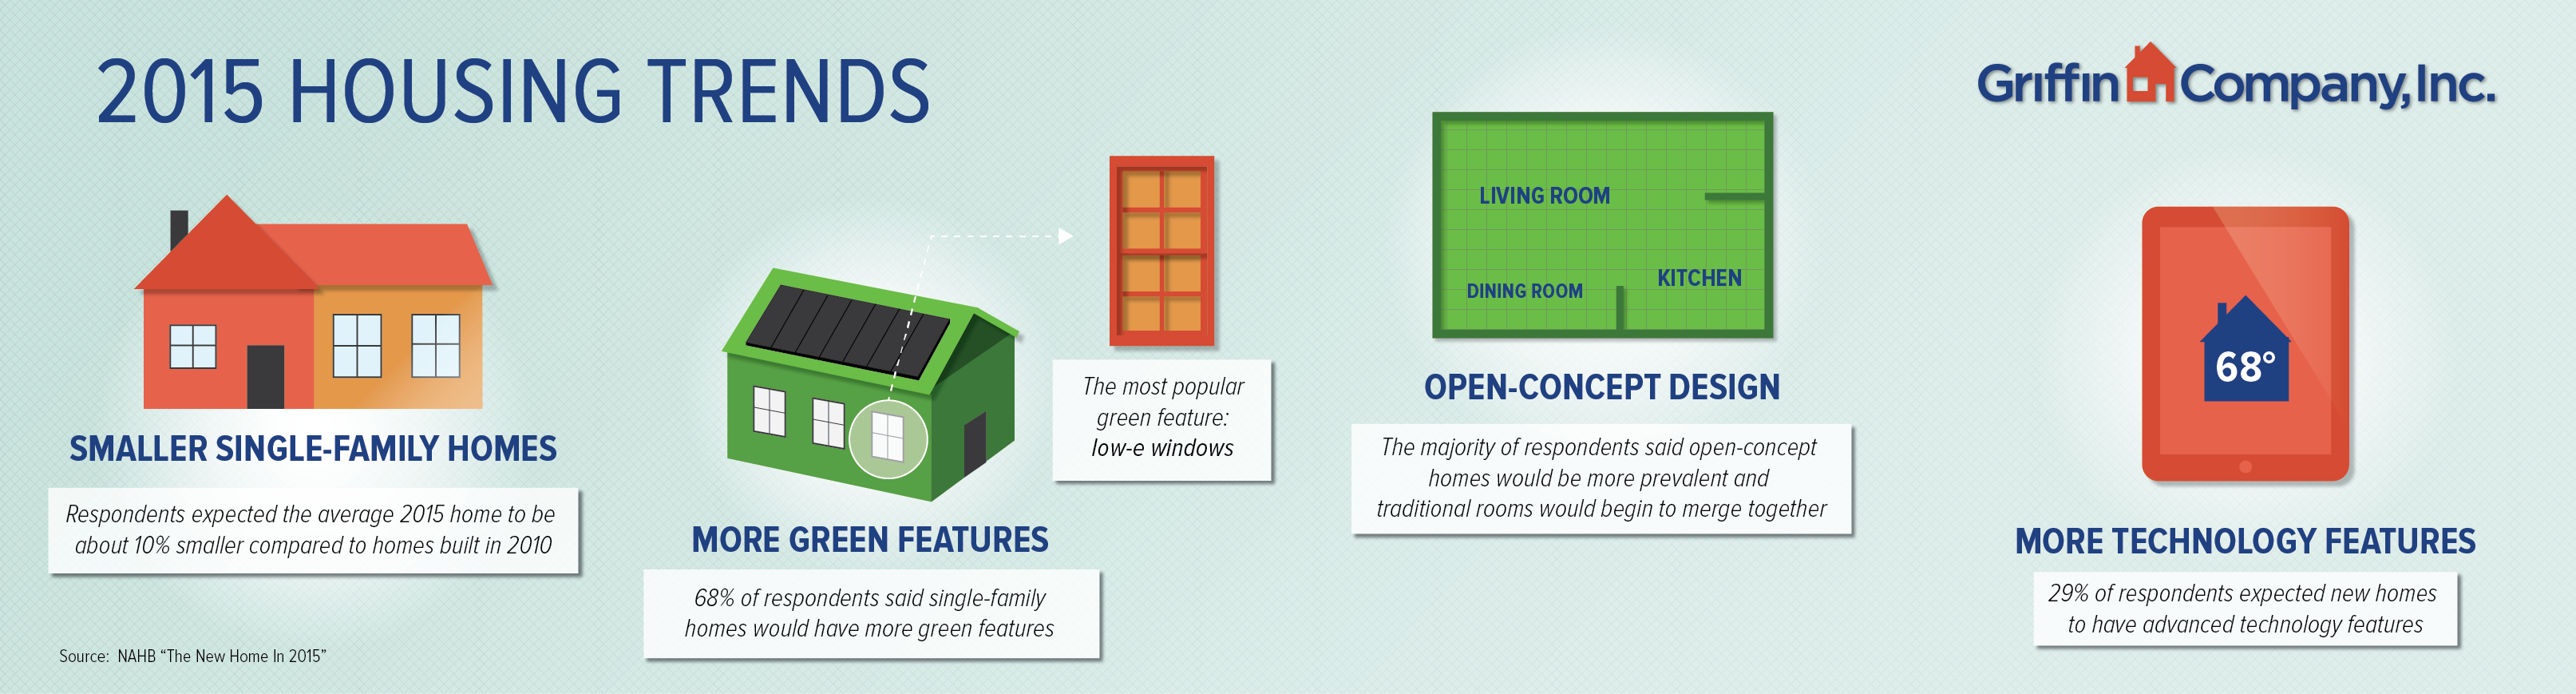 2015 HOUSING TRENDS
Griffin Company, Inc.
SMALLER SINGLE-FAMILY HOMES
Respondents expected the average 2015 home to be
about 10% smaller compared to homes built in 2010
MORE GREEN FEATURES
68% of respondents said single-family
homes would have more green features
The most popular
green feature:
low-e windows
LIVING ROOM
KITCHEN
DINING ROOM
OPEN-CONCEPT DESIGN
The majority of respondents said open-concept
homes would be more prevalent and
traditional rooms would begin to merge together
68°
MORE TECHNOLOGY FEATURES
29% of respondents expected new homes
to have advanced technology features
Source: NAHB “The New Home In 2015”